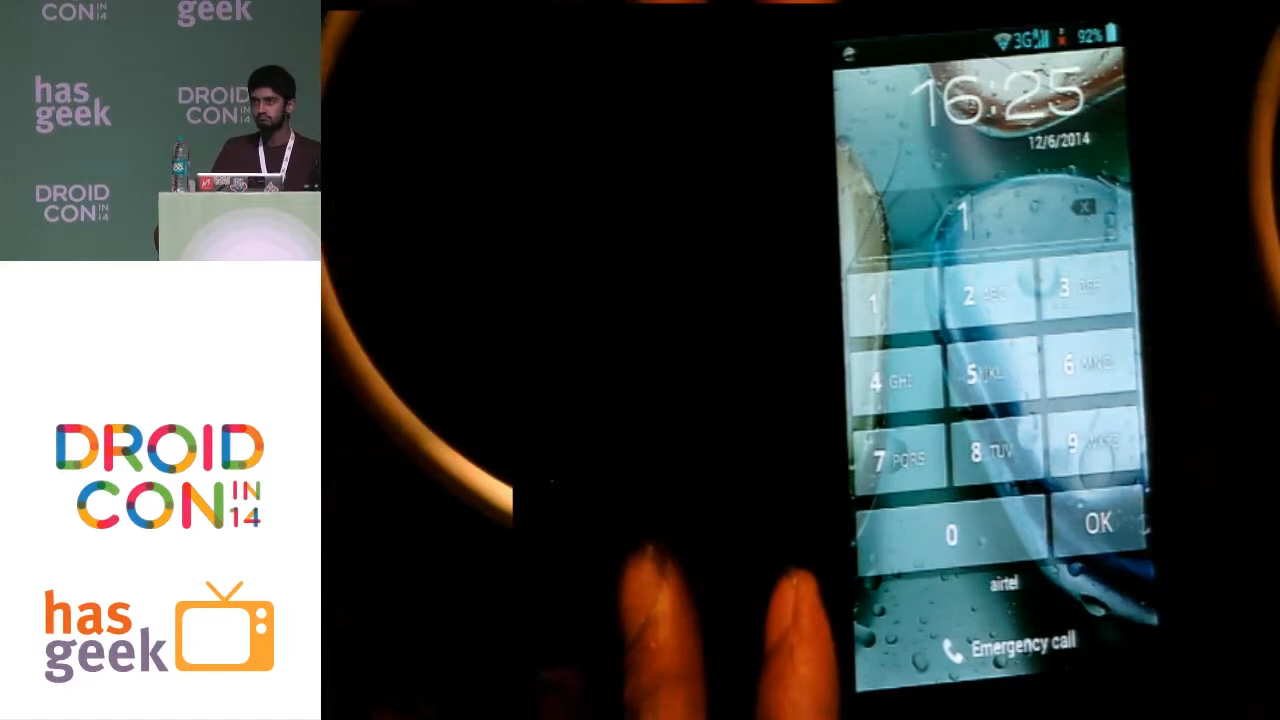 CON IN 14
geek
has
geek
DROID
CON IN 14
DROID
CON IN 14
DROID
CON IN 14
has
geek
3G 92%
16:25
12/6/2014
1
1 2 ABC 3 DEF
4 GHI 5 JKL 6 MNO
7 PQRS 8 TUV 9 WXYZ
0 OK
airtel
Emergency call